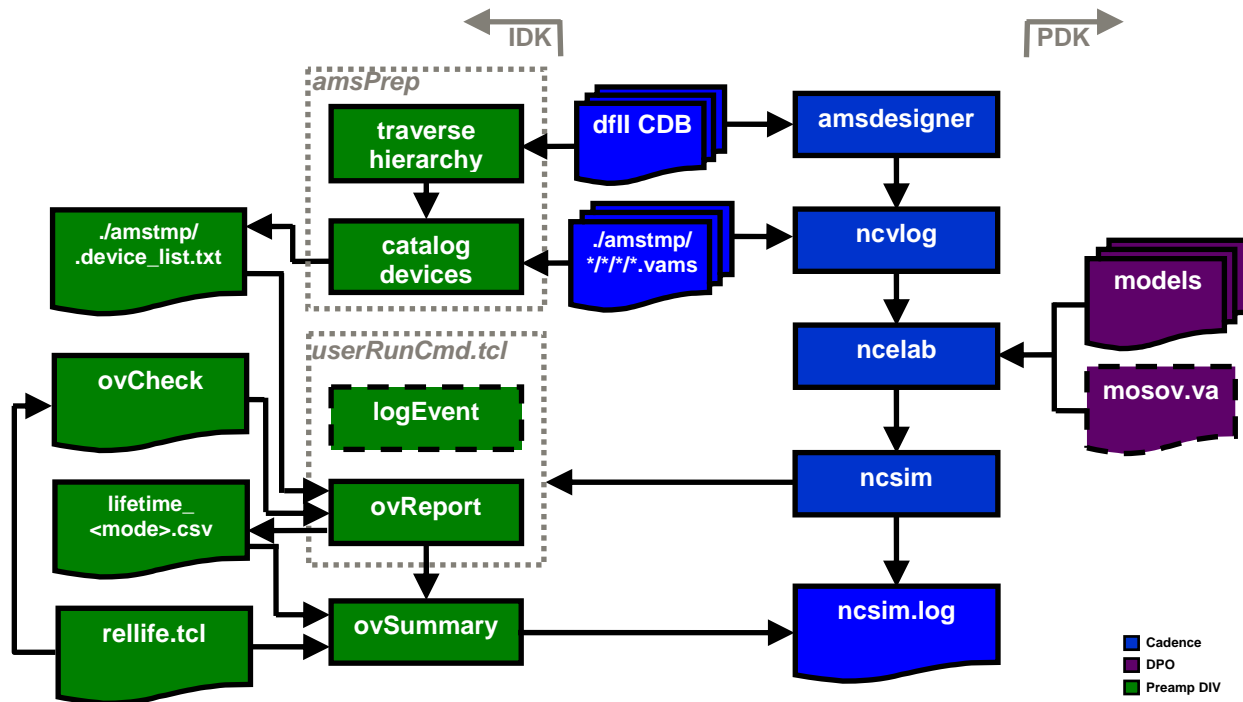 IDK
PDK
amsPrep
traverse
hierarchy
dfII CDB
amsdesigner
./amstmp/
.device_list.txt
catalog
devices
./amstmp/
*/*/*/*.vams
ncvlog
models
userRunCmd.tcl
ncelab
ovCheck
logEvent
mosov.va
lifetime_
<mode>.csv
ovReport
ncsim
rellife.tcl
ovSummary
ncsim.log
Cadence
DPO
Preamp DIV